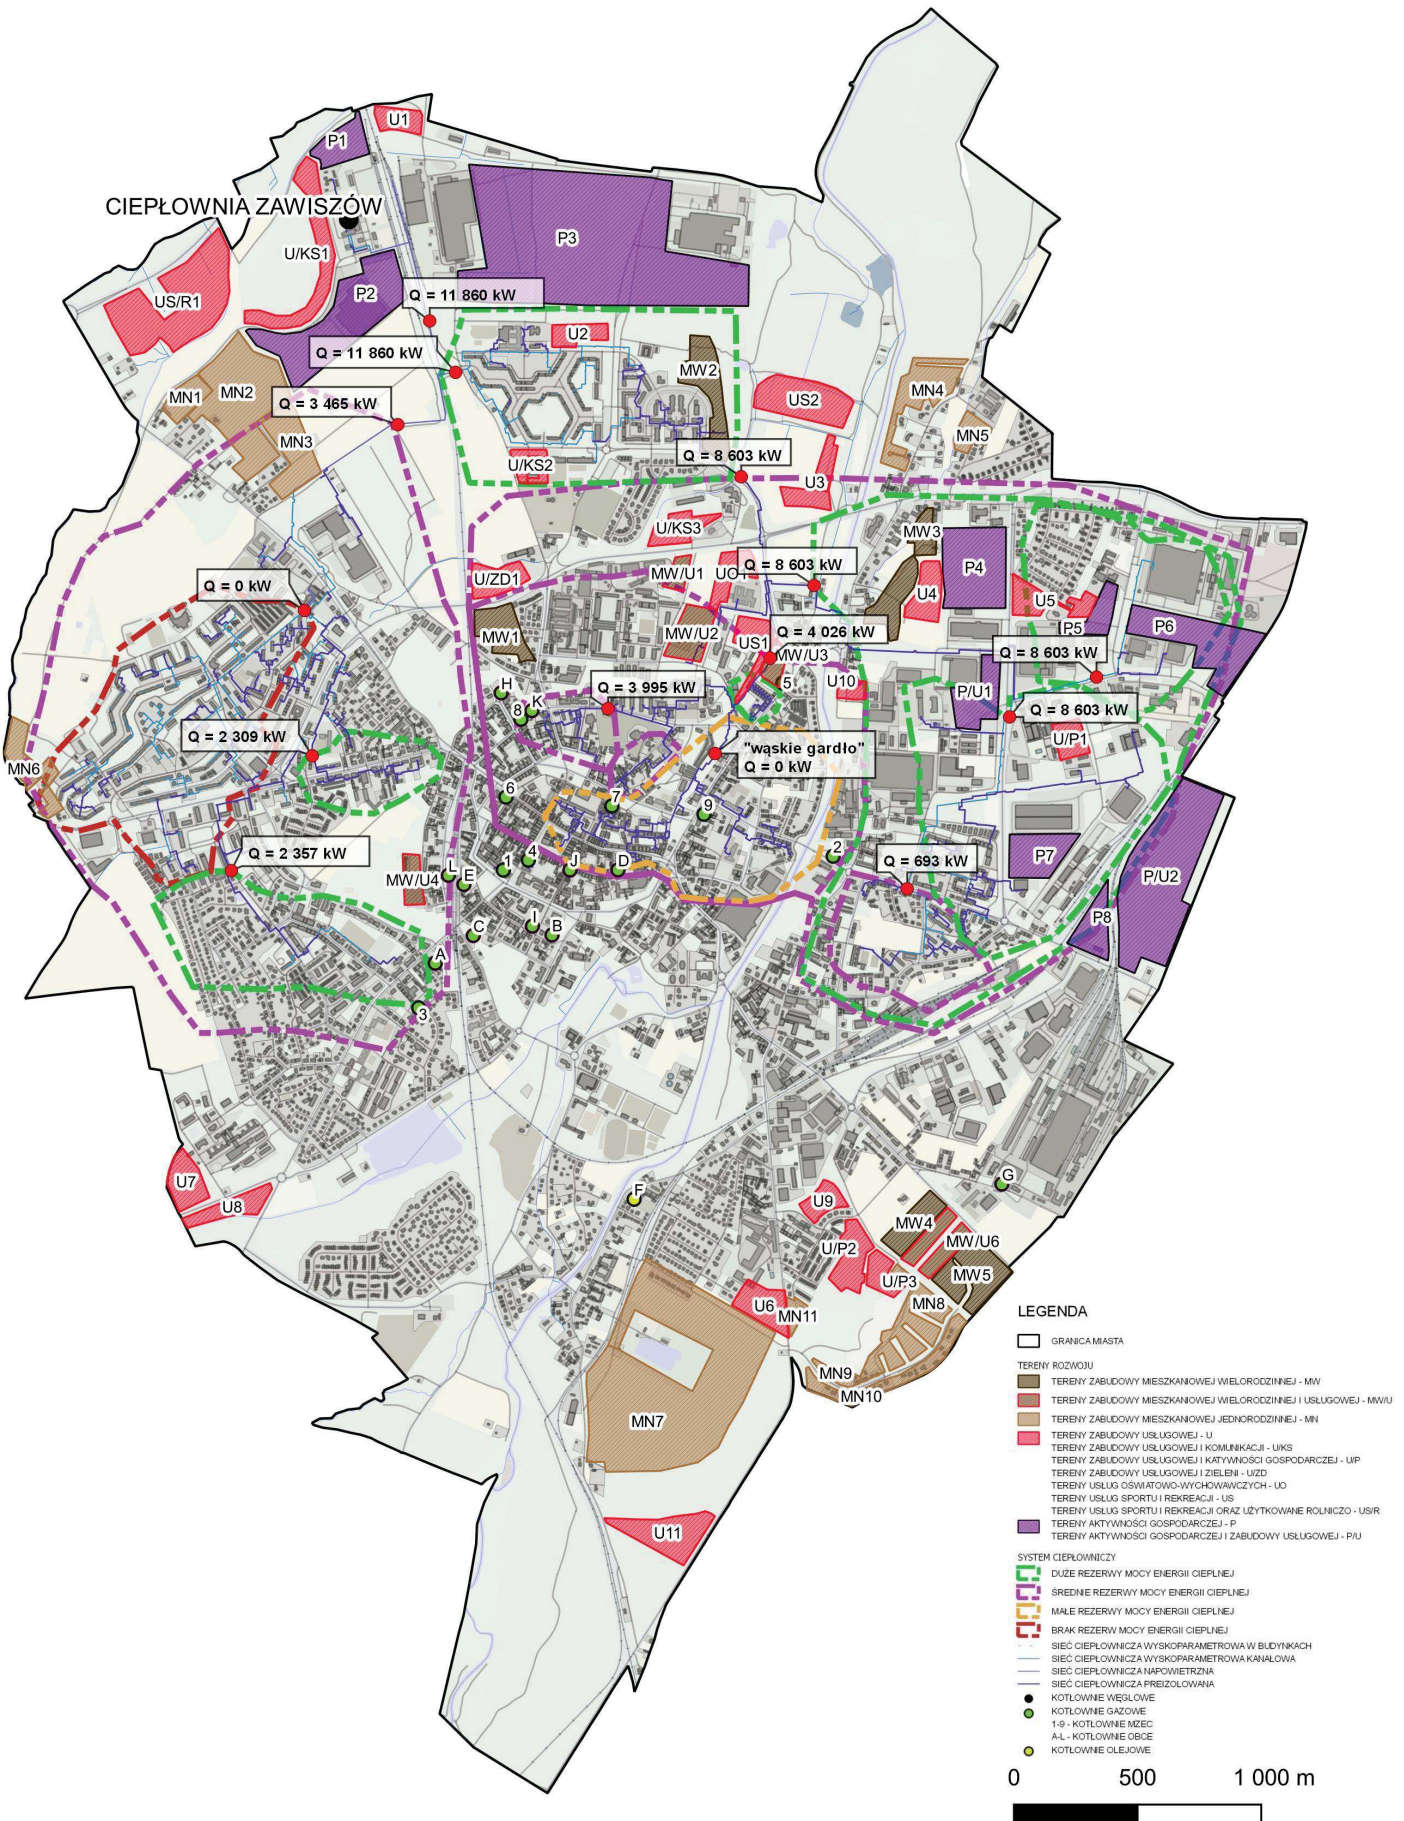 U1
P1
CIEPŁOWNIA ZAWISZÓW
P3
U/KS1
US/R1
P2
Q = 11 860 kW
U2
Q = 11 860 kW
MW2
MN1
MN2
Q = 3 465 kW
US2
MN4
MN3
MN5
Q = 8 603 kW
U/KS2
U3
U/KS3
MW3
Q = 0 kW
U/ZD1
MW/U1
UO1
Q = 8 603 kW
P4
U4
U5
MW1
MW/U2
Q = 4 026 kW
P5
P6
US1
MW/U3
Q = 8 603 kW
H
Q = 3 995 kW
5
U10
P/U1
K
8
Q = 8 603 kW
Q = 2 309 kW
"wąskie gardło"
Q = 0 kW
U/P1
MN6
6
7
9
Q = 2 357 kW
1
4
J
D
2
Q = 693 kW
P7
MW/U4
L
E
P/U2
C
I
B
P8
A
3
U7
U8
F
G
U9
MW4
MW/U6
U/P2
MW5
U/P3
MN8
U6
MN11
MN9
MN10
MN7
U11
LEGENDA
GRANICA MIASTA
TERENY ROZWOJU
TERENY ZABUDOWY MIESZKANIOWEJ WIELORODZINNEJ - MW
TERENY ZABUDOWY MIESZKANIOWEJ WIELORODZINNEJ I USŁUGOWEJ - MW/U
TERENY ZABUDOWY MIESZKANIOWEJ JEDNORODZINNEJ - MN
TERENY ZABUDOWY USŁUGOWEJ - U
TERENY ZABUDOWY USŁUGOWEJ I KOMUNIKACJI - U/KS
TERENY ZABUDOWY USŁUGOWEJ I KATYWNOŚCI GOSPODARCZEJ - U/P
TERENY ZABUDOWY USŁUGOWEJ I ZIELENI - U/ZD
TERENY USŁUG OŚWIATOWO-WYCHOWAWCZYCH - UO
TERENY USŁUG SPORTU I REKREACJI - US
TERENY USŁUG SPORTU I REKREACJI ORAZ UŻYTKOWANE ROLNICZO - US/R
TERENY AKTYWNOŚCI GOSPODARCZEJ - P
TERENY AKTYWNOŚCI GOSPODARCZEJ I ZABUDOWY USŁUGOWEJ - P/U
SYSTEM CIEPŁOWNICZY
DUŻE REZERWY MOCY ENERGII CIEPLNEJ
ŚREDNIE REZERWY MOCY ENERGII CIEPLNEJ
MAŁE REZERWY MOCY ENERGII CIEPLNEJ
BRAK REZERW MOCY ENERGII CIEPLNEJ
SIEĆ CIEPŁOWNICZA WYSKOPARAMETROWA W BUDYNKACH
SIEĆ CIEPŁOWNICZA WYSKOPARAMETROWA KANAŁOWA
SIEĆ CIEPŁOWNICZA NAPOWIETRZNA
SIEĆ CIEPŁOWNICZA PREIZOLOWANA
KOTŁOWNIE WĘGLOWE
KOTŁOWNIE GAZOWE
1-9 - KOTŁOWNIE MZEC
A-L - KOTŁOWNIE OBCE
KOTŁOWNIE OLEJOWE
0 500 1 000 m